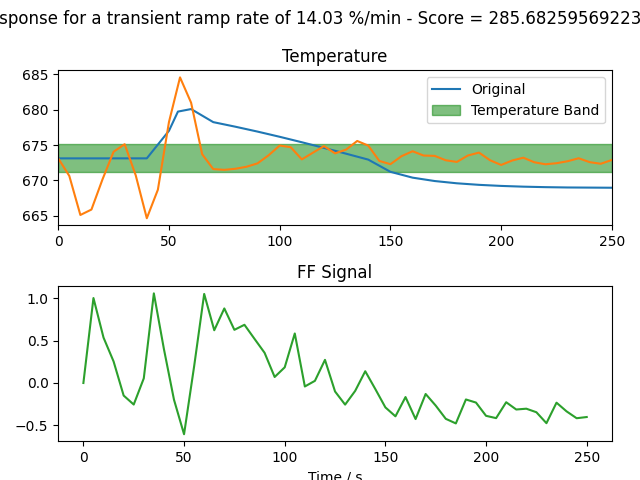 sponse for a transient ramp rate of 14.03 %/min - Score = 285.68259569223
Temperature
685
680
675
670
665
Original
Temperature Band
0 50 100 150 200 250
FF Signal
1.0
0.5
0.0
−0.5
0 50 100 150 200 250
Time / s